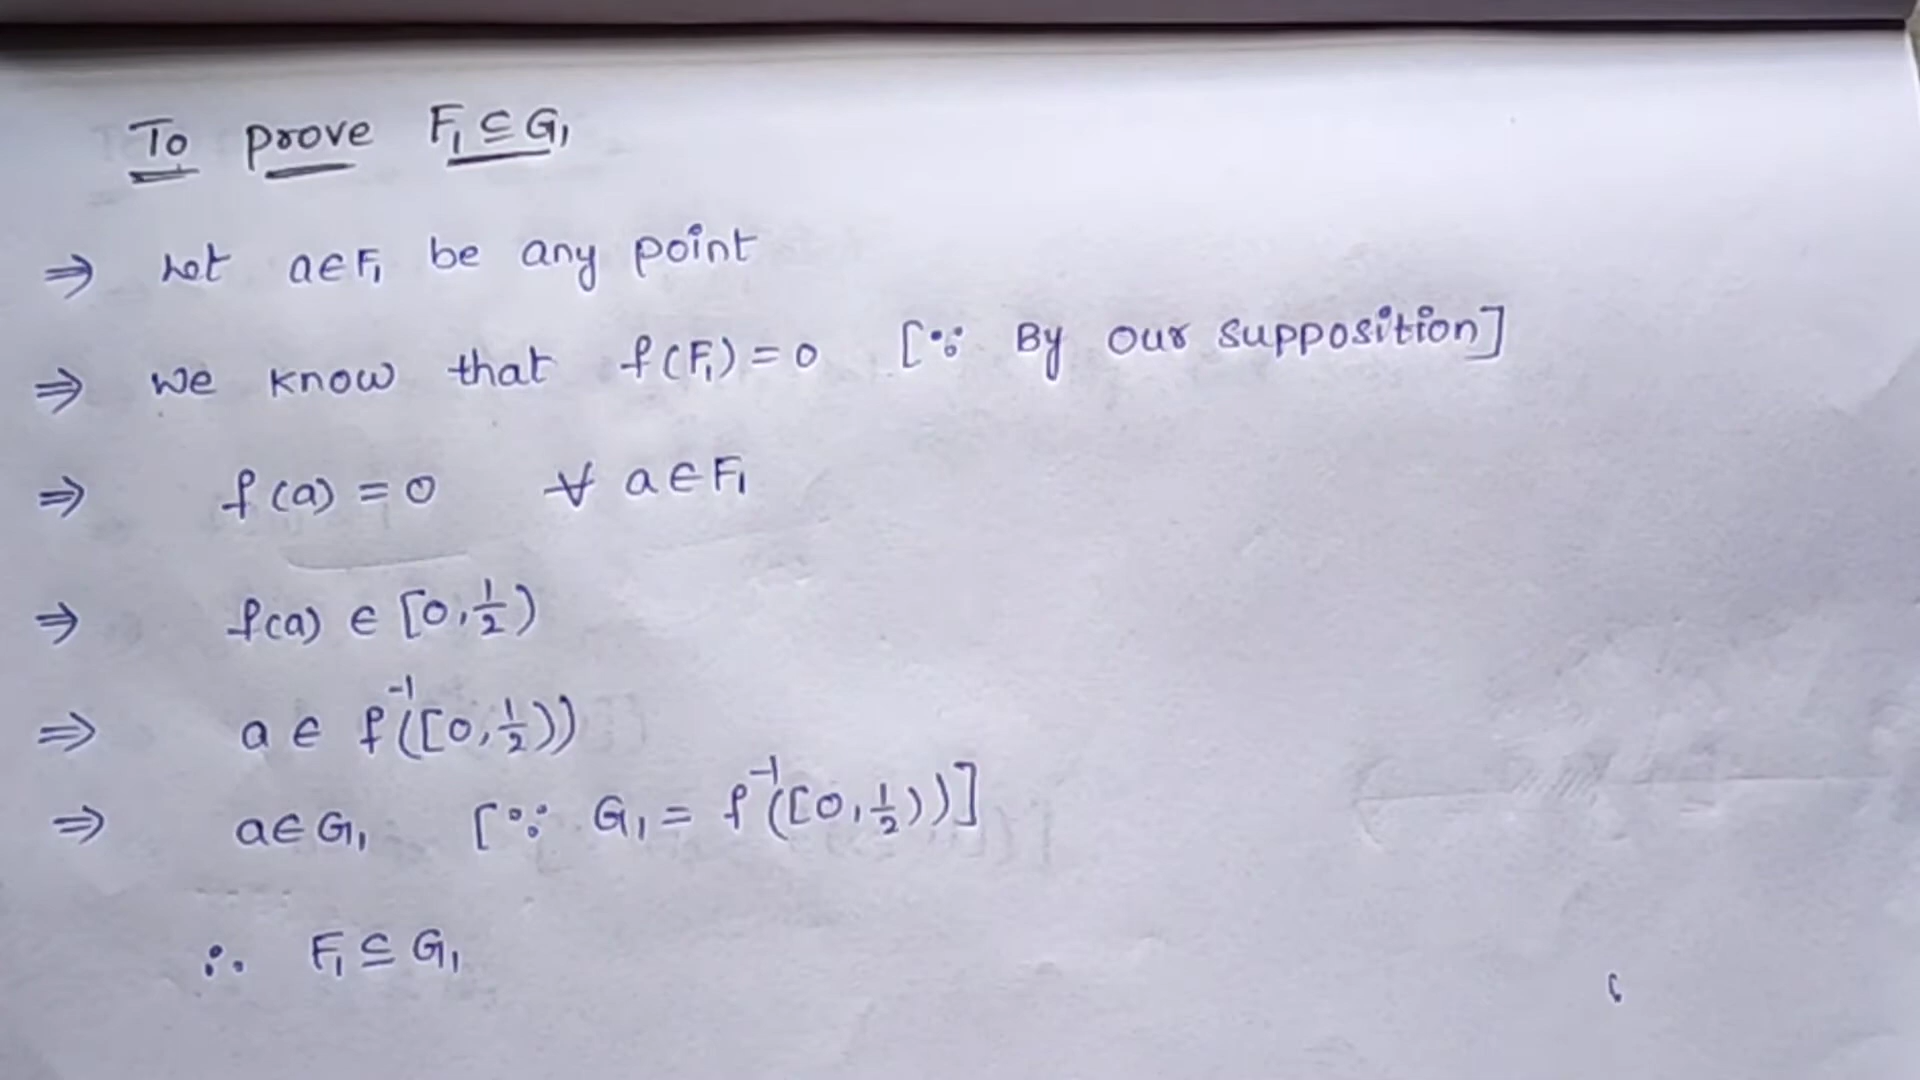 To prove F₁ ⊆ G₁
⇒ Let a∈F₁ be any point
⇒ we know that f(F₁) = 0 [∵ By our supposition]
⇒ f(a) = 0 ∀ a∈F₁
⇒ f(a) ∈ [0, 1/2)
⇒ a ∈ f⁻¹([0, 1/2))
⇒ a∈G₁ [∵ G₁ = f⁻¹([0, 1/2))]
∴ F₁ ⊆ G₁